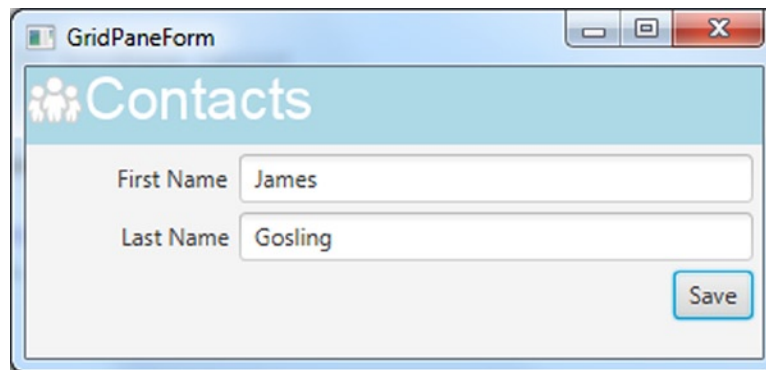 GridPaneForm
Contacts
First Name James
Last Name Gosling
Save